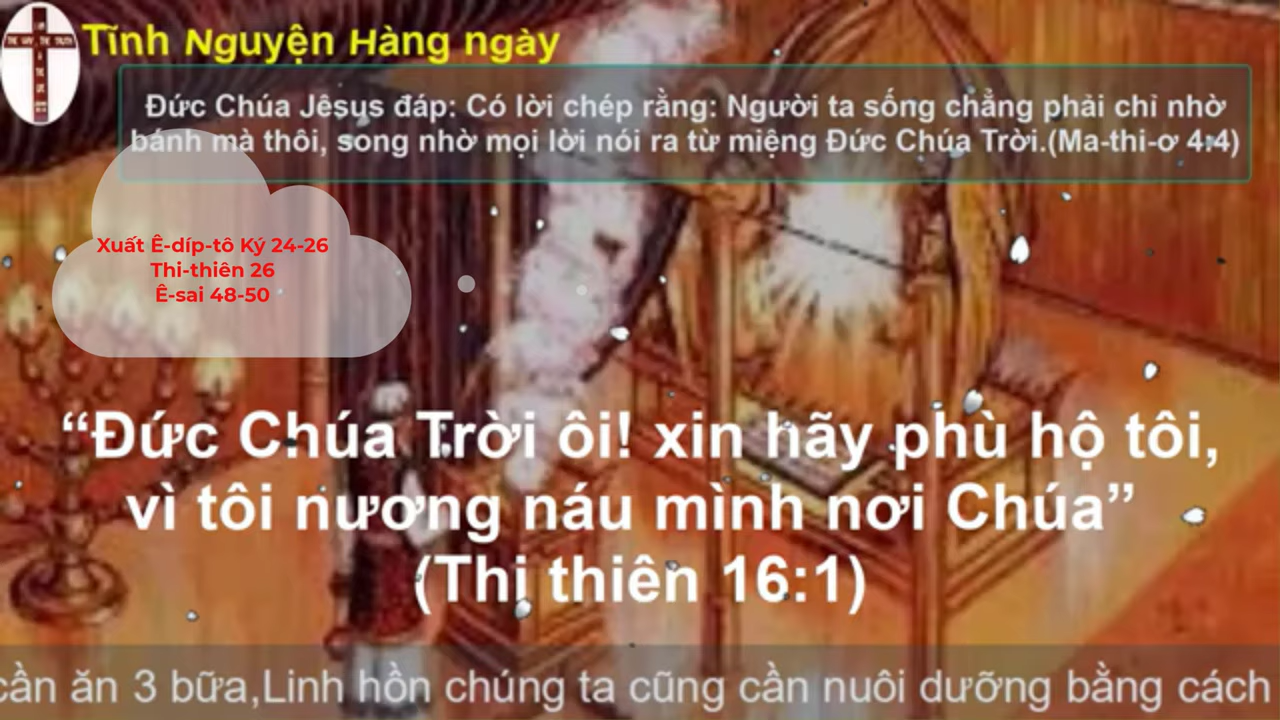 Tĩnh Nguyện Hàng ngày
Đức Chúa Jêsus đáp: Có lời chép rằng: Người ta sống chẳng phải chỉ nhờ
bánh mà thôi, song nhờ mọi lời nói ra từ miệng Đức Chúa Trời.(Ma-thi-ơ 4:4)
Xuất Ê-díp-tô Ký 24-26
Thi-thiên 26
Ê-sai 48-50
“Đức Chúa Trời ôi! xin hãy phù hộ tôi,
vì tôi nương náu mình nơi Chúa”
(Thi thiên 16:1)
cần ăn 3 bữa,Linh hồn chúng ta cũng cần nuôi dưỡng bằng cách